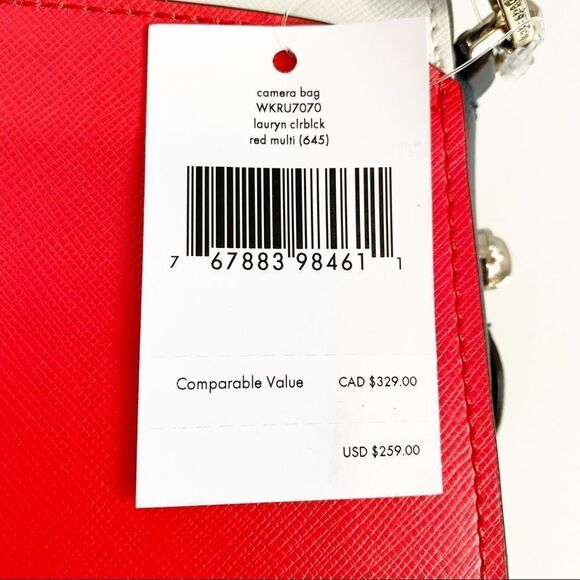 camera bag
WKRU7070
lauryn clrblck
red multi (645)
7 67883 98461 1
Comparable Value CAD $329.00
USD $259.00